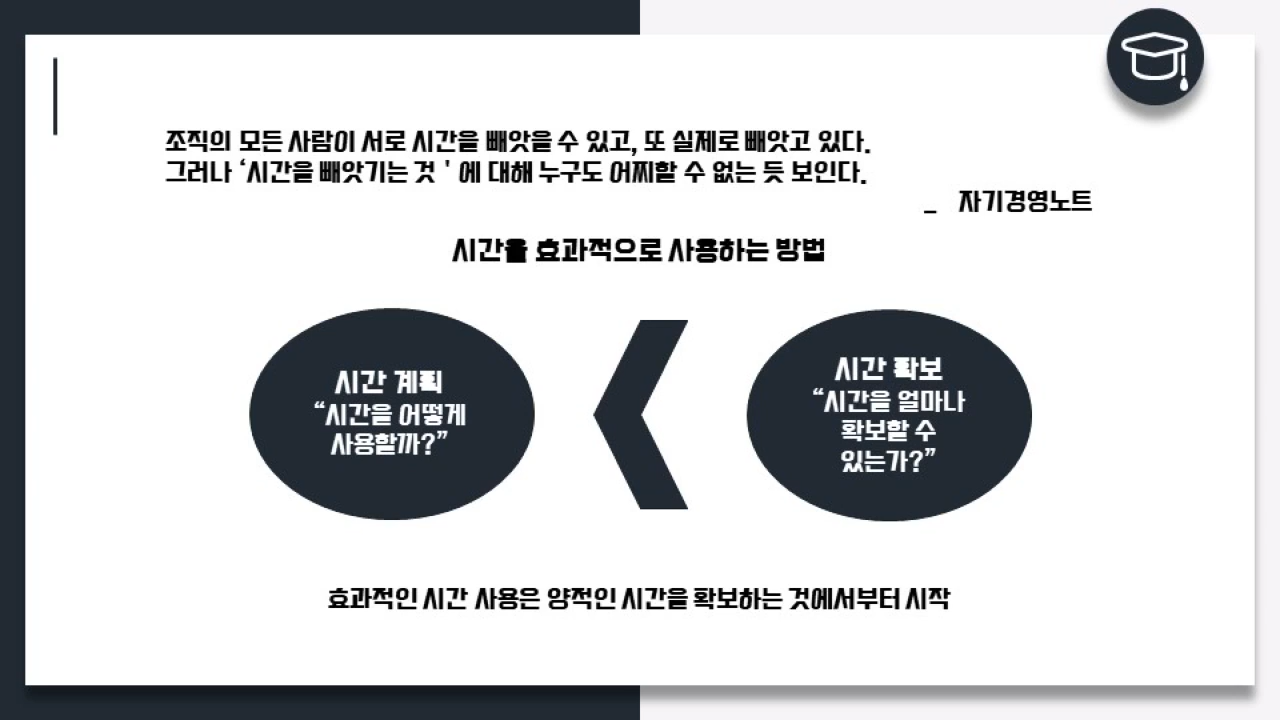 조직의 모든 사람이 서로 시간을 빼앗을 수 있고, 또 실제로 빼앗고 있다.
그러나 ‘시간을 빼앗기는 것 ' 에 대해 누구도 어찌할 수 없는 듯 보인다.
_ 자기경영노트
시간을 효과적으로 사용하는 방법
시간 계획
“시간을 어떻게
사용할까?”
시간 확보
“시간을 얼마나
확보할 수
있는가?”
효과적인 시간 사용은 양적인 시간을 확보하는 것에서부터 시작